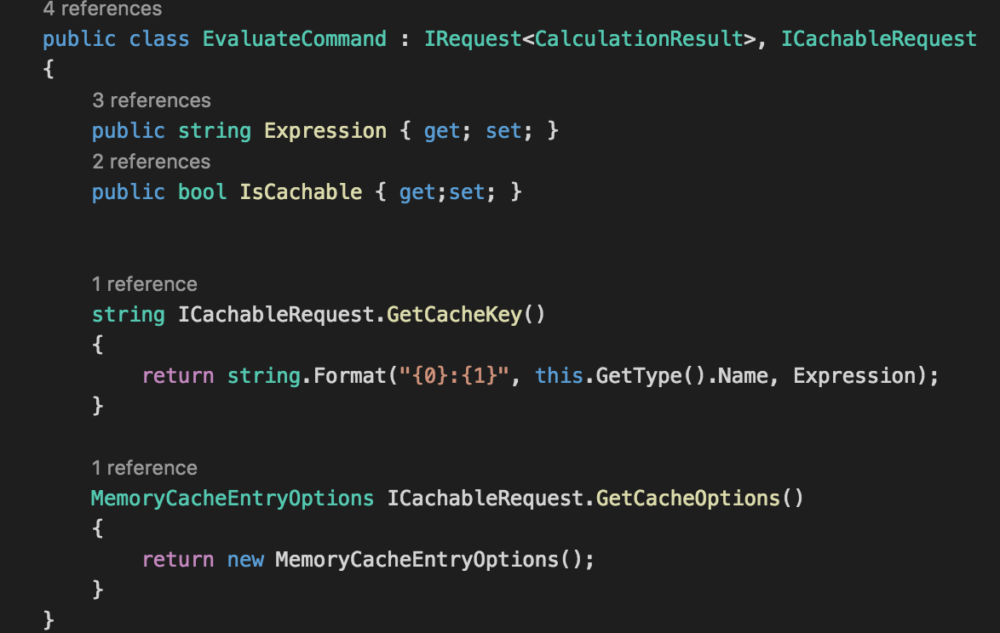 4 references
public class EvaluateCommand : IRequest<CalculationResult>, ICachableRequest
{
3 references
public string Expression { get; set; }
2 references
public bool IsCachable { get;set; }
1 reference
string ICachableRequest.GetCacheKey()
{
return string.Format("{0}:{1}", this.GetType().Name, Expression);
}
1 reference
MemoryCacheEntryOptions ICachableRequest.GetCacheOptions()
{
return new MemoryCacheEntryOptions();
}
}